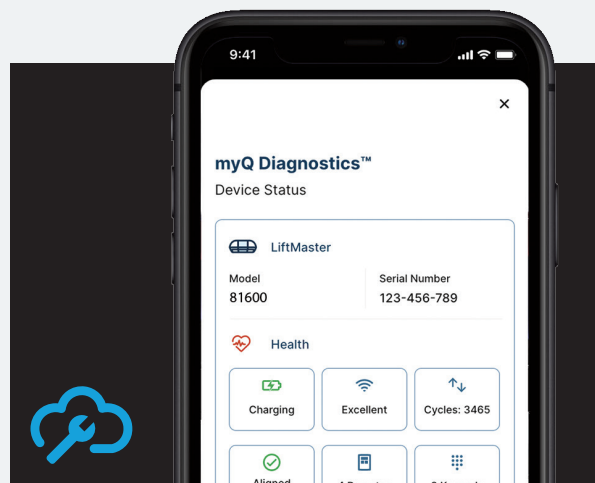 9:41
myQ Diagnostics™
Device Status
LiftMaster
Model Serial Number
81600 123-456-789
Health
Charging Excellent Cycles: 3465
Aligned